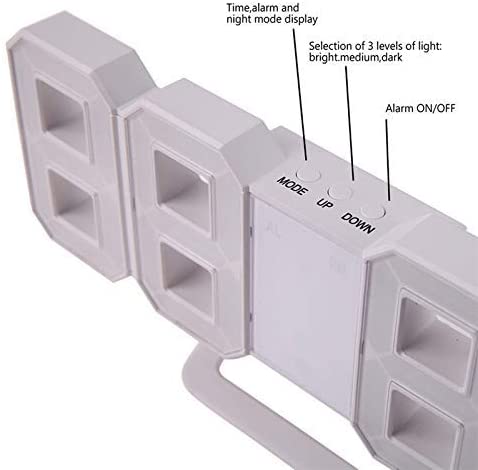 Time,alarm and
night mode display
Selection of 3 levels of light:
bright.medium,dark
Alarm ON/OFF
MODE
UP
DOWN
AL